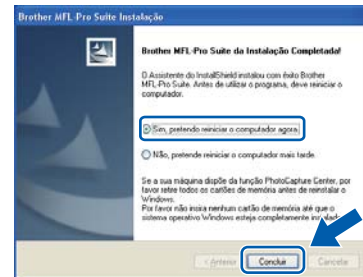 Brother MFL-Pro Suite Instalação
Brother MFL-Pro Suite da Instalação Completada!
O Assistente do InstallShield instalou com êxito Brother
MFL-Pro Suite. Antes de utilizar o programa, deve reiniciar o
computador.
Sim, pretendo reiniciar o computador agora.
Não, pretende reiniciar o computador mais tarde.
Se a sua máquina dispõe da função PhotoCapture Center, por
favor retire todos os cartões de memória antes de reinstalar o
Windows.
Por favor não insira nenhum cartão de memória até que o
sistema operativo Windows esteja completamente instalado.
< Anterior
Concluir
Cancelar